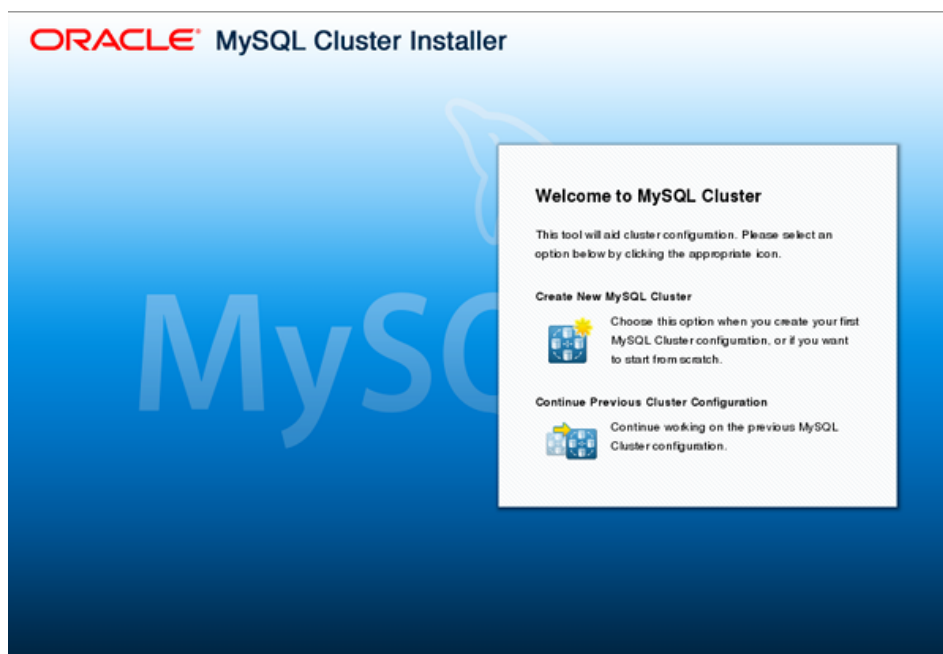 ORACLE® MySQL Cluster Installer
MySQ
Welcome to MySQL Cluster
This tool will aid cluster configuration. Please select an
option below by clicking the appropriate icon.
Create New MySQL Cluster
Choose this option when you create your first
MySQL Cluster configuration, or if you want
to start from scratch.
Continue Previous Cluster Configuration
Continue working on the previous MySQL
Cluster configuration.